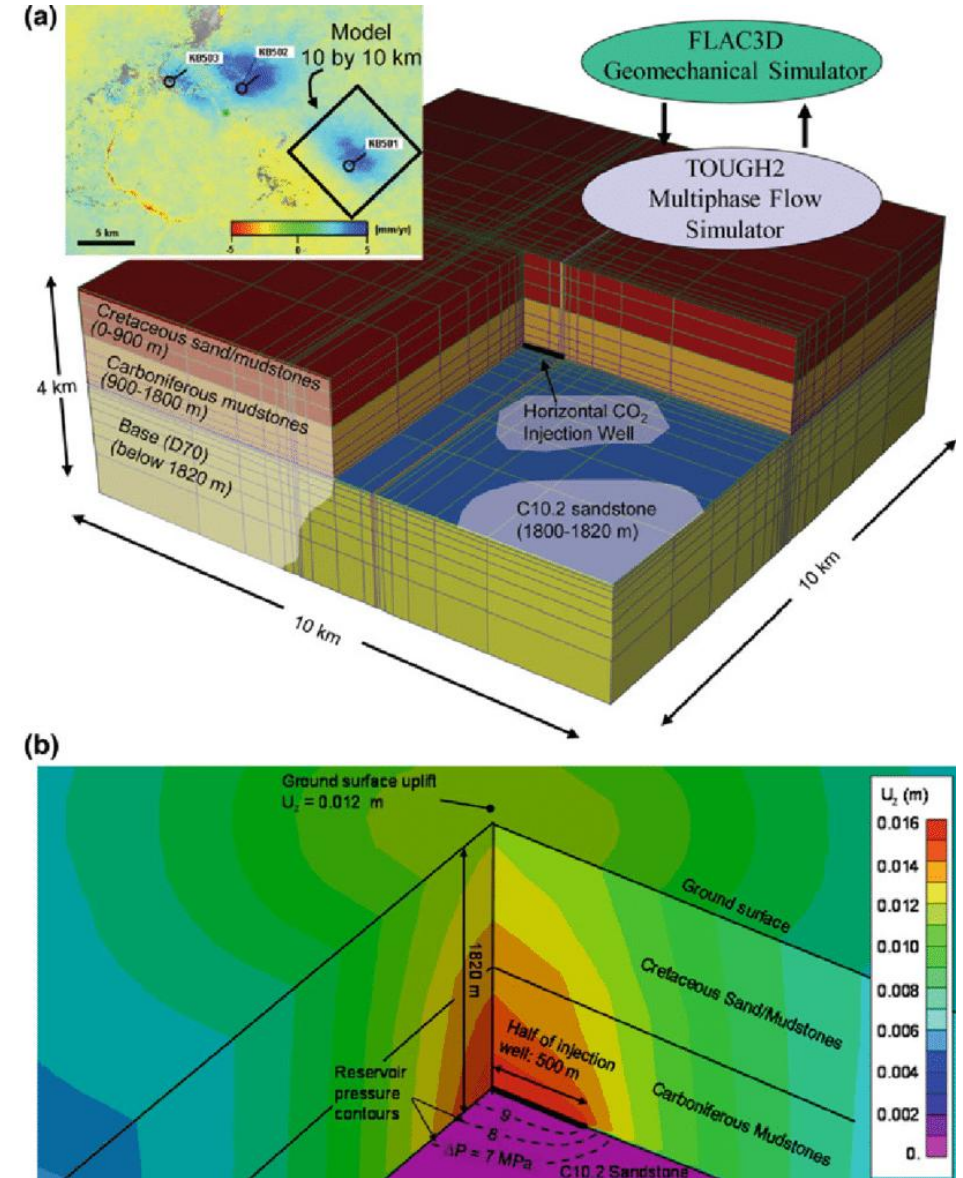 (a)
KB503
KB502
Model
10 by 10 km
KB501
5 km
-5
0
5
[mm/yr]
FLAC3D
Geomechanical Simulator
TOUGH2
Multiphase Flow
Simulator
4 km
Cretaceous sand/mudstones
(0-900 m)
Carboniferous mudstones
(900-1800 m)
Base (D70)
(below 1820 m)
Horizontal CO2
Injection Well
C10.2 sandstone
(1800-1820 m)
10 km
10 km
(b)
Ground surface uplift
Uz = 0.012 m
Ground surface
1820 m
Cretaceous Sand/Mudstones
Half of injection
well: 500 m
Reservoir
pressure
contours
Carboniferous Mudstones
9
8
ΔP = 7 MPa
C10.2 Sandstone
Uz (m)
0.016
0.014
0.012
0.010
0.008
0.006
0.004
0.002
0.